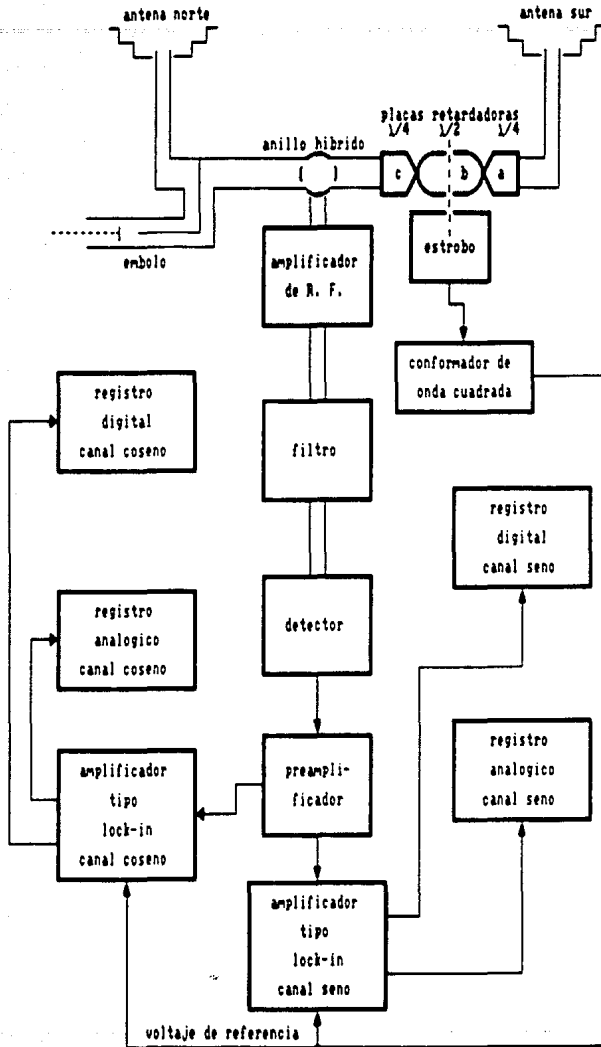 antena norte
antena sur
placas retardadoras
1/4 1/2 1/4
anillo hibrido
c b a
embolo
amplificador
de R. F.
estrobo
conformador de
onda cuadrada
registro
digital
canal coseno
filtro
registro
digital
canal seno
registro
analogico
canal coseno
detector
registro
analogico
canal seno
amplificador
tipo
lock-in
canal coseno
preampli-
ficador
amplificador
tipo
lock-in
canal seno
voltaje de referencia